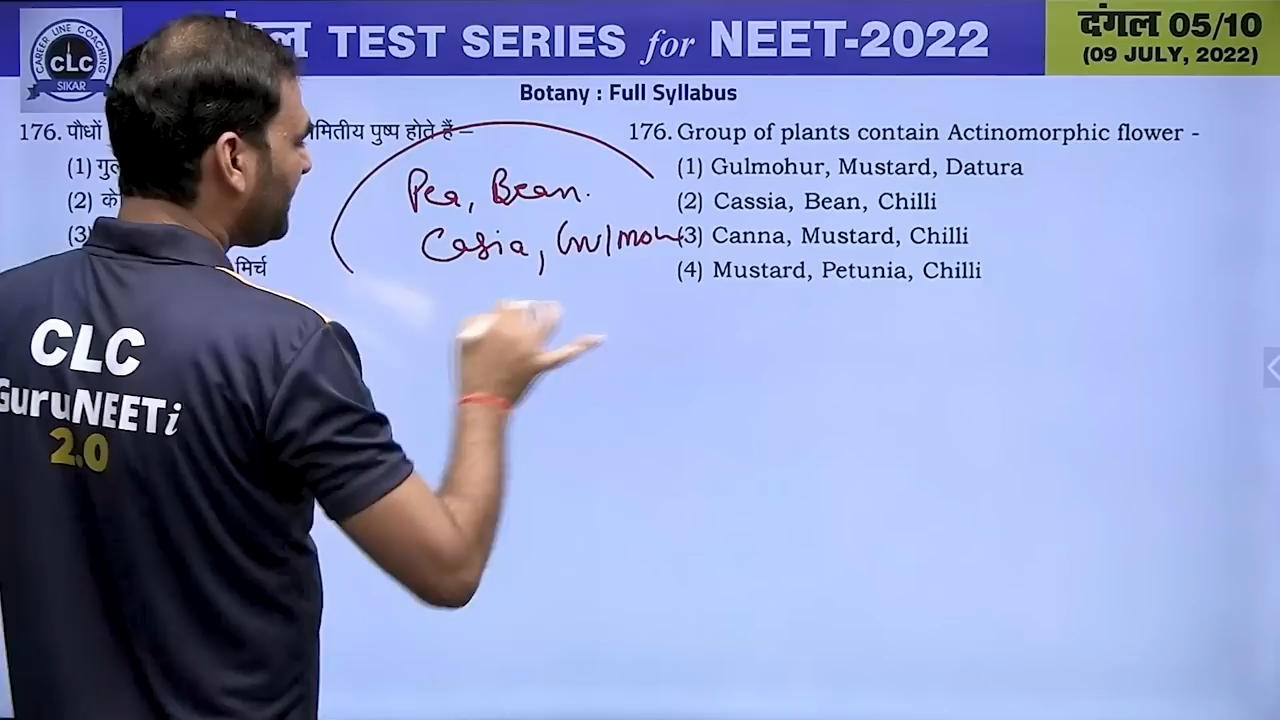 CAREER LINE COACHING
CLC
SIKAR
TEST SERIES for NEET-2022
दंगल 05/10
(09 JULY, 2022)
Botany : Full Syllabus
176. पौधों
पुष्प होते हैं –
(1)
(2)
(3)
मिर्च
Pea, Bean.
Casia, Gulmohur
176. Group of plants contain Actinomorphic flower -
(1) Gulmohur, Mustard, Datura
(2) Cassia, Bean, Chilli
(3) Canna, Mustard, Chilli
(4) Mustard, Petunia, Chilli
CLC
GuruNEETi
2.0